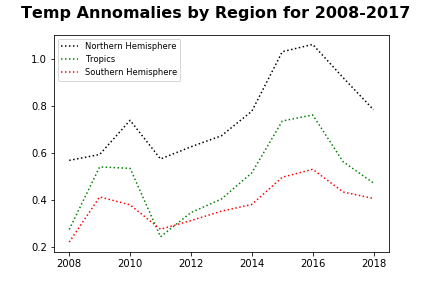 Temp Annomalies by Region for 2008-2017
Northern Hemisphere
Tropics
Southern Hemisphere
1.0
0.8
0.6
0.4
0.2
2008 2010 2012 2014 2016 2018